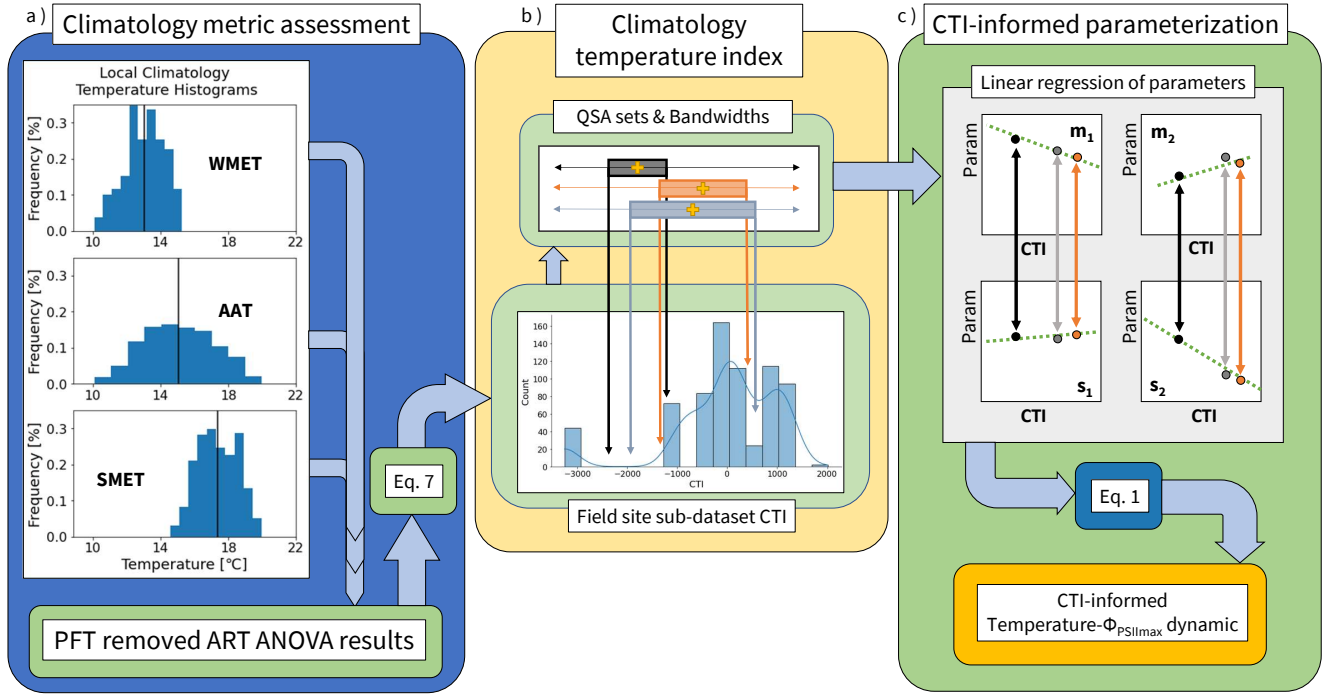 a )
Climatology metric assessment
Local Climatology
Temperature Histograms
Frequency [%]
0.3
0.2
0.1
0.0
WMET
10 14 18 22
Frequency [%]
0.3
0.2
0.1
0.0
AAT
10 14 18 22
Frequency [%]
0.3
0.2
0.1
0.0
SMET
10 14 18 22
Temperature [℃]
Eq. 7
PFT removed ART ANOVA results
b )
Climatology
temperature index
QSA sets & Bandwidths
Count
160
140
120
100
80
60
40
20
0
−3000 −2000 −1000 0 1000 2000
CTI
Field site sub-dataset CTI
c )
CTI-informed parameterization
Linear regression of parameters
Param
m1
CTI
m2
CTI
Param
s1
CTI
Param
s2
CTI
Eq. 1
CTI-informed
Temperature-ΦPSIImax dynamic